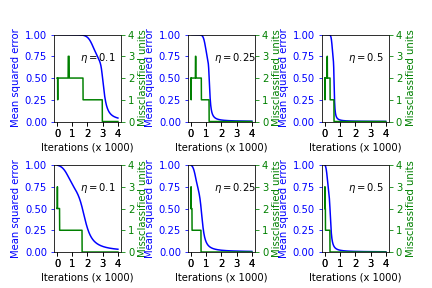 Mean squared error
1.00
0.75
0.50
0.25
0.00
η = 0.1
4
3
2
1
0
Missclassified units
0 1 2 3 4
Iterations (x 1000)
Mean squared error
1.00
0.75
0.50
0.25
0.00
η = 0.25
4
3
2
1
0
Missclassified units
0 1 2 3 4
Iterations (x 1000)
Mean squared error
1.00
0.75
0.50
0.25
0.00
η = 0.5
4
3
2
1
0
Missclassified units
0 1 2 3 4
Iterations (x 1000)
Mean squared error
1.00
0.75
0.50
0.25
0.00
η = 0.1
4
3
2
1
0
Missclassified units
0 1 2 3 4
Iterations (x 1000)
Mean squared error
1.00
0.75
0.50
0.25
0.00
η = 0.25
4
3
2
1
0
Missclassified units
0 1 2 3 4
Iterations (x 1000)
Mean squared error
1.00
0.75
0.50
0.25
0.00
η = 0.5
4
3
2
1
0
Missclassified units
0 1 2 3 4
Iterations (x 1000)